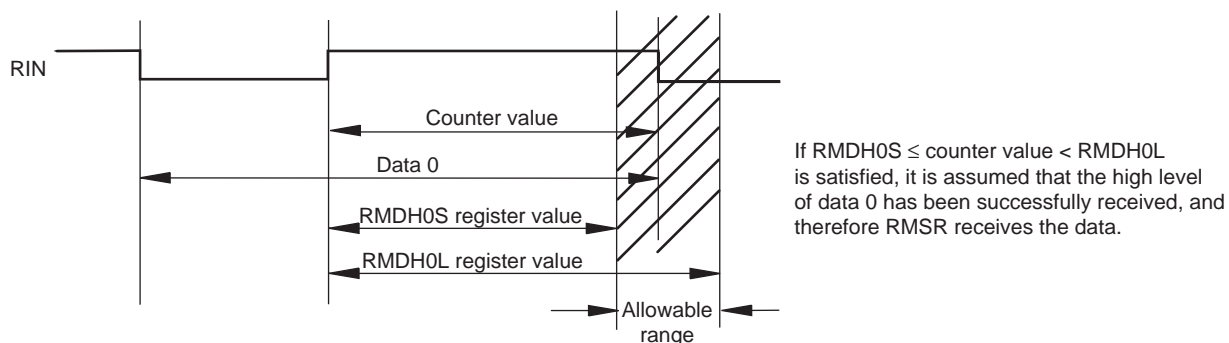 RIN
Counter value
Data 0
RMDH0S register value
RMDH0L register value
Allowable
range
If RMDH0S ≤ counter value < RMDH0L
is satisfied, it is assumed that the high level
of data 0 has been successfully received, and
therefore RMSR receives the data.